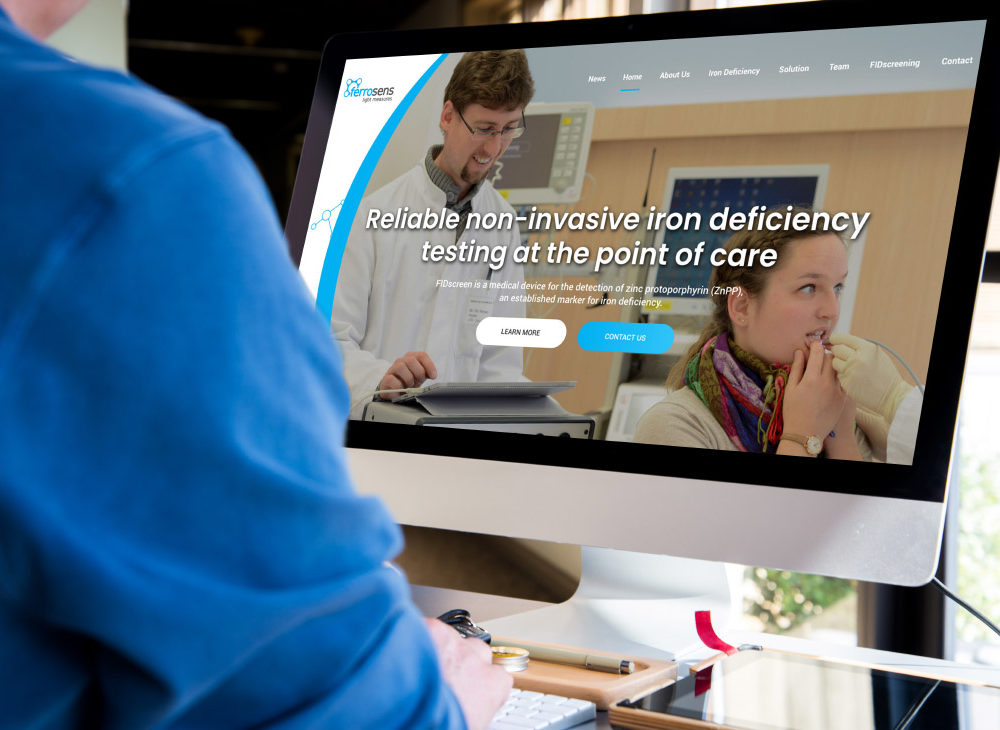 ferrosens
light measures
News Home About Us Iron Deficiency Solution Team FIDscreening Contact
Reliable non-invasive iron deficiency
testing at the point of care
FIDscreen is a medical device for the detection of zinc protoporphyrin (ZnPP),
an established marker for iron deficiency.
LEARN MORE CONTACT US